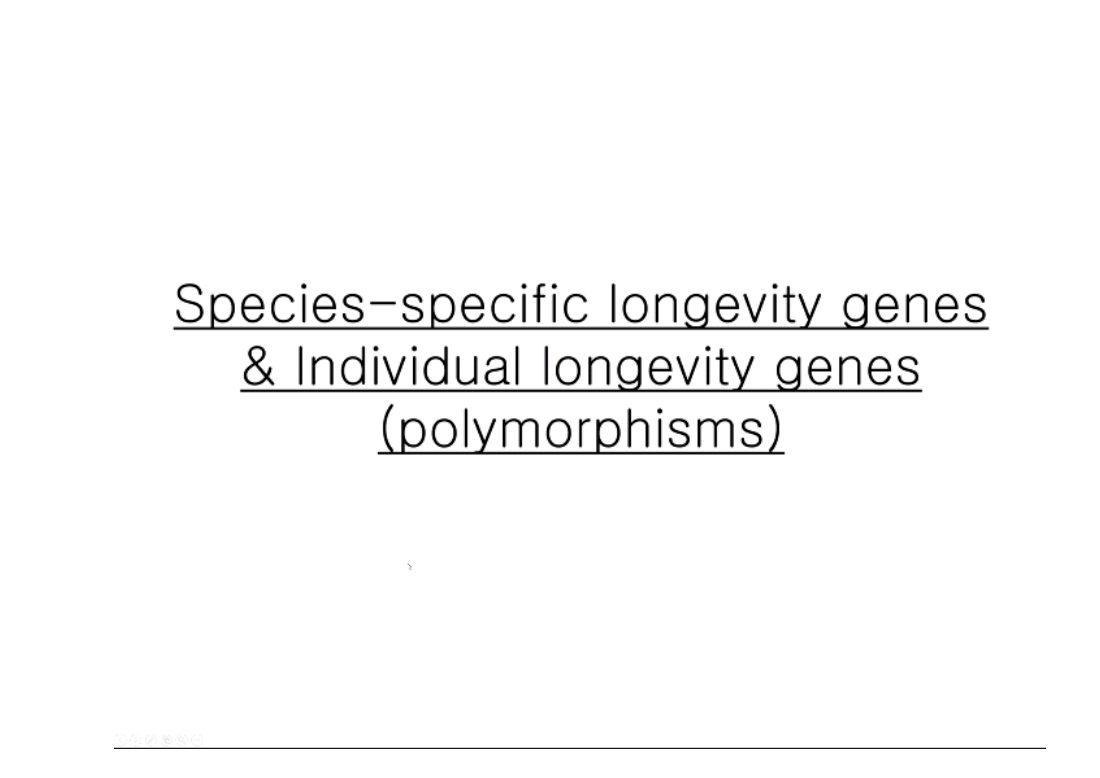 Species-specific longevity genes
& Individual longevity genes
(polymorphisms)